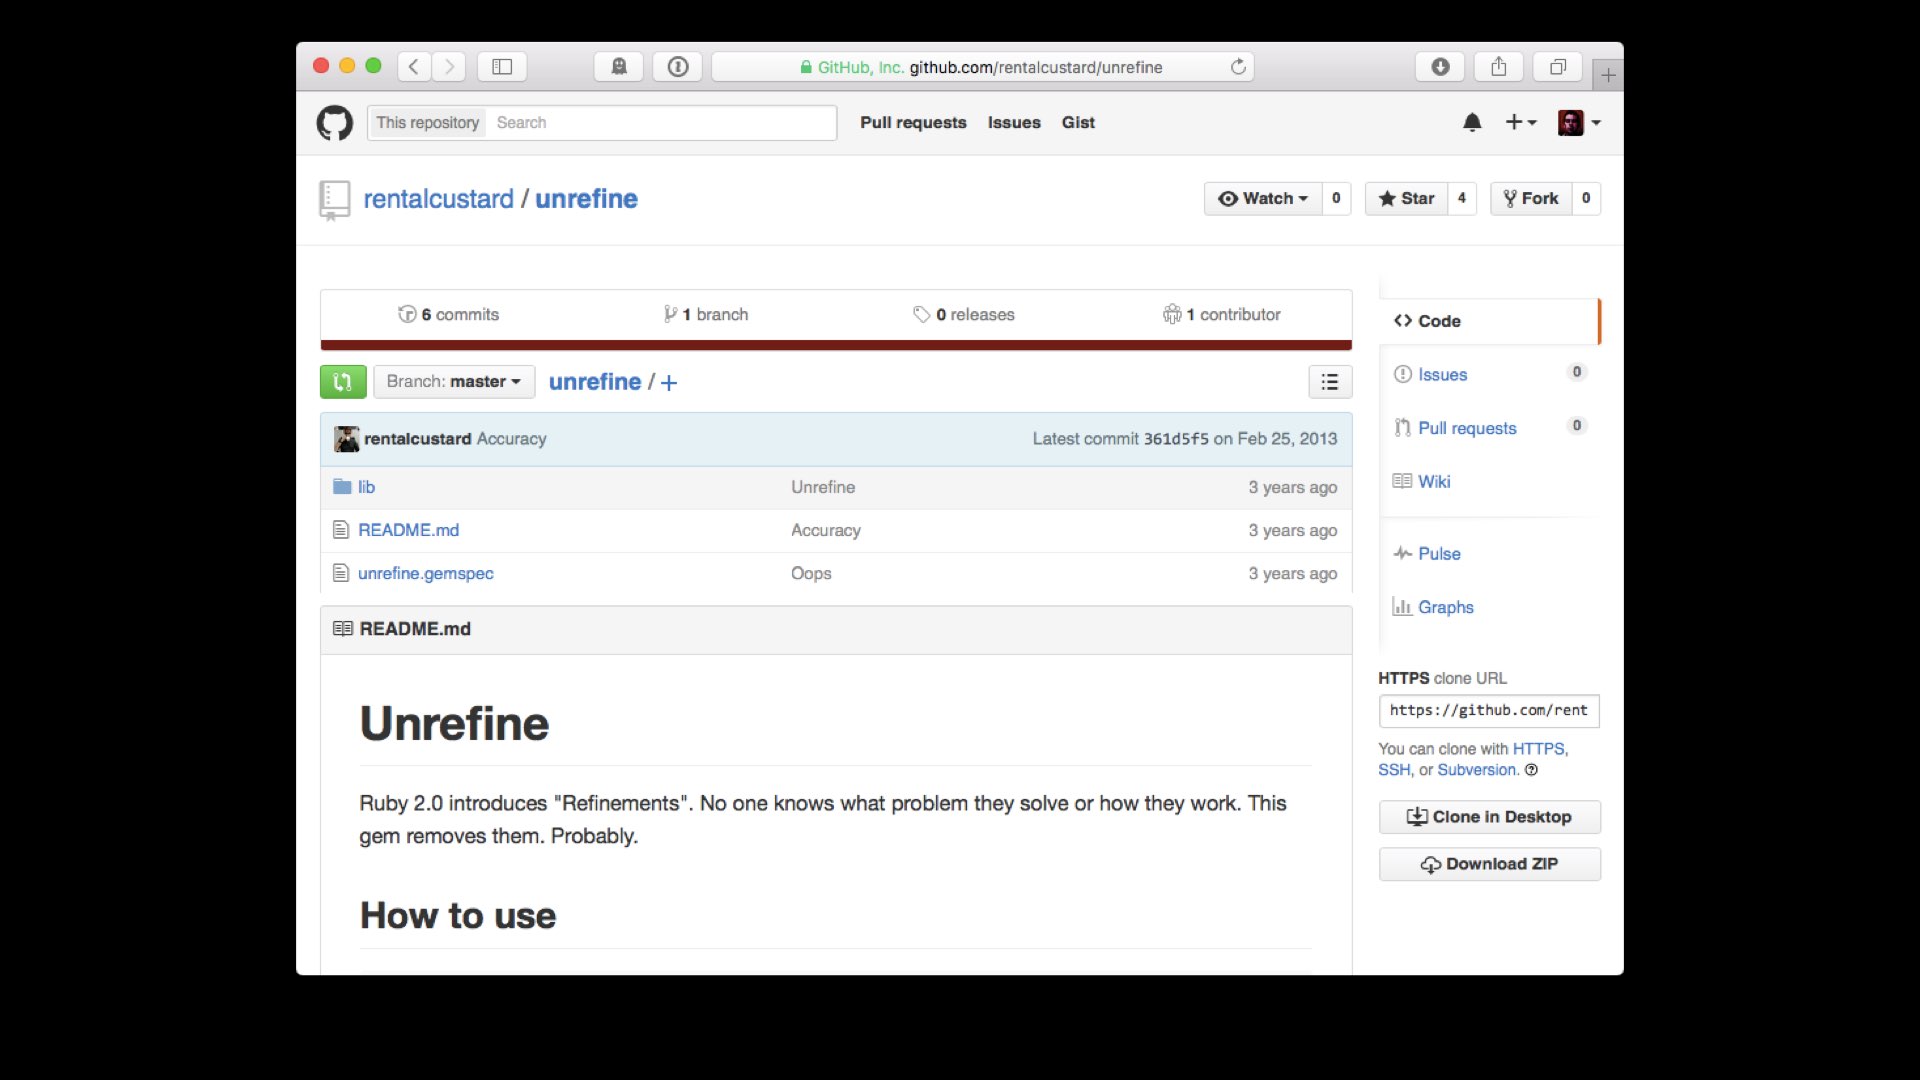 GitHub, Inc. github.com/rentalcustard/unrefine
This repository Search Pull requests Issues Gist
rentalcustard / unrefine Watch 0 Star 4 Fork 0
6 commits 1 branch 0 releases 1 contributor
Branch: master unrefine / +
rentalcustard Accuracy Latest commit 361d5f5 on Feb 25, 2013
lib Unrefine 3 years ago
README.md Accuracy 3 years ago
unrefine.gemspec Oops 3 years ago
README.md
Unrefine
Ruby 2.0 introduces "Refinements". No one knows what problem they solve or how they work. This
gem removes them. Probably.
How to use
Code
Issues 0
Pull requests 0
Wiki
Pulse
Graphs
HTTPS clone URL
https://github.com/rent
You can clone with HTTPS,
SSH, or Subversion.
Clone in Desktop
Download ZIP